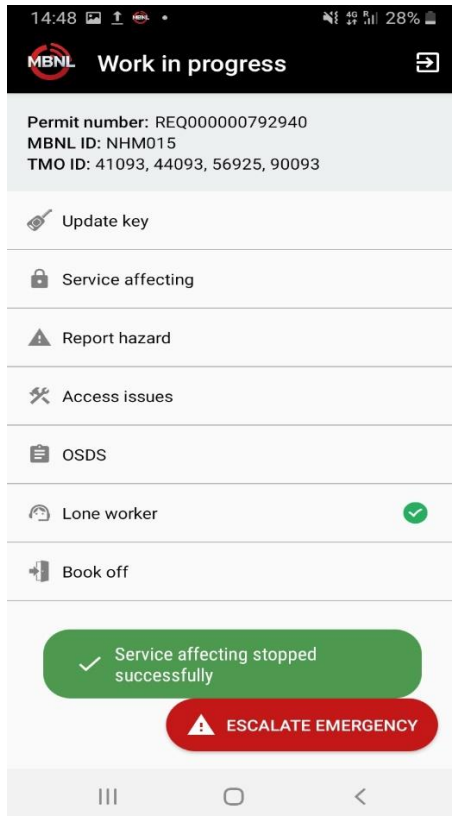 14:48 4G R 28%
MBNL Work in progress
Permit number: REQ000000792940
MBNL ID: NHM015
TMO ID: 41093, 44093, 56925, 90093
Update key
Service affecting
Report hazard
Access issues
OSDS
Lone worker
Book off
Service affecting stopped
successfully
ESCALATE EMERGENCY